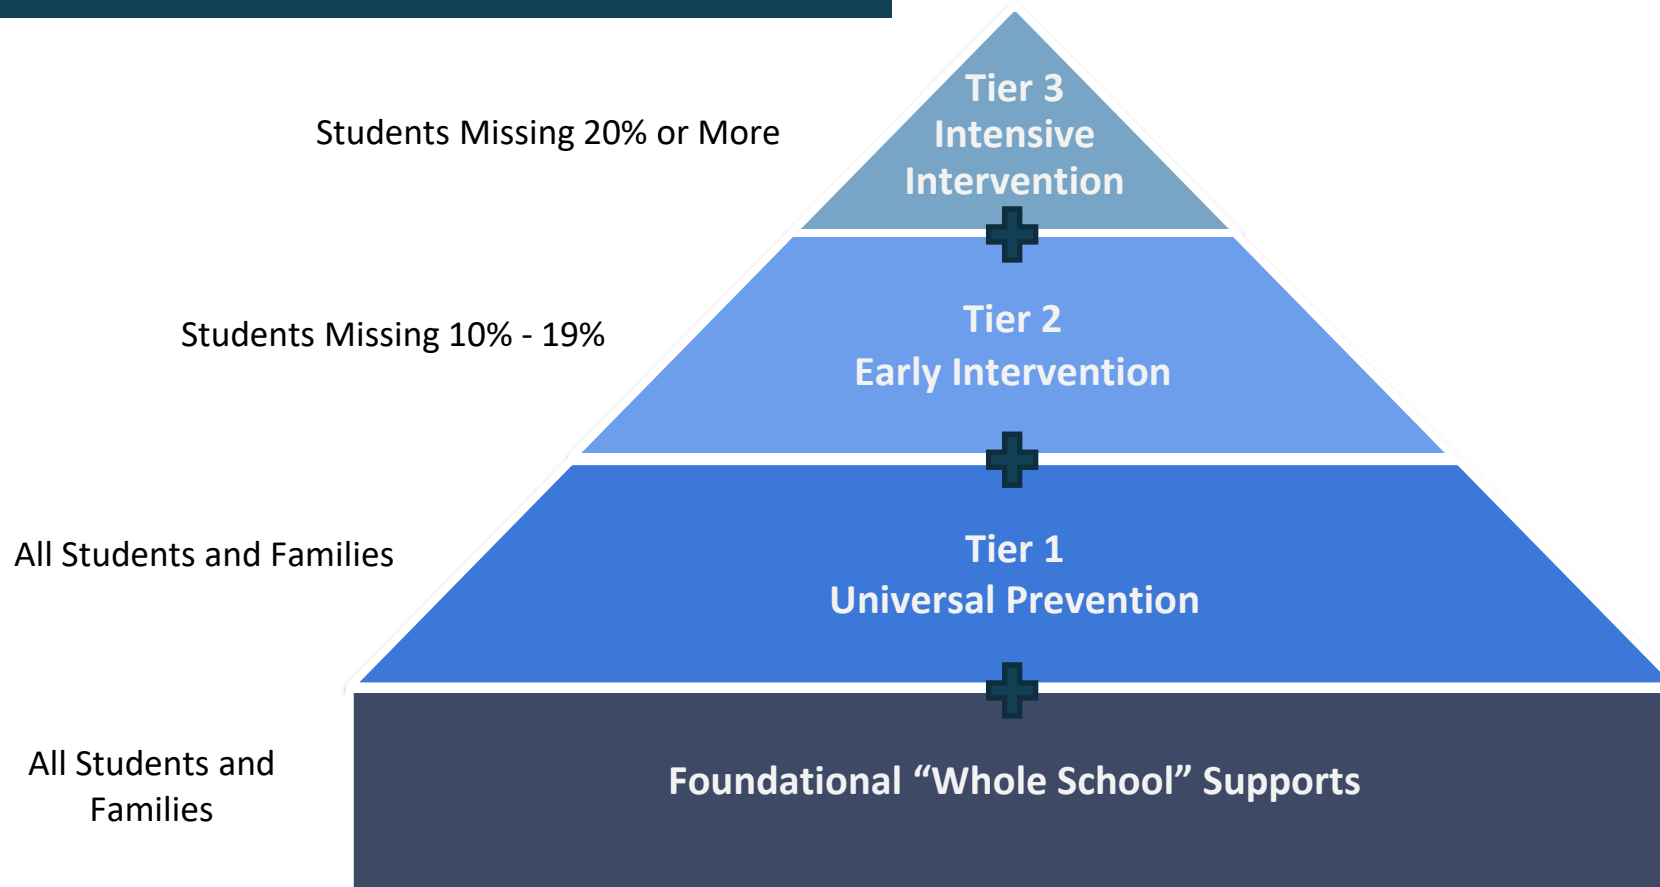 Tier 3
Intensive
Intervention
Students Missing 20% or More
Tier 2
Early Intervention
Students Missing 10% - 19%
Tier 1
Universal Prevention
All Students and Families
Foundational “Whole School” Supports
All Students and
Families